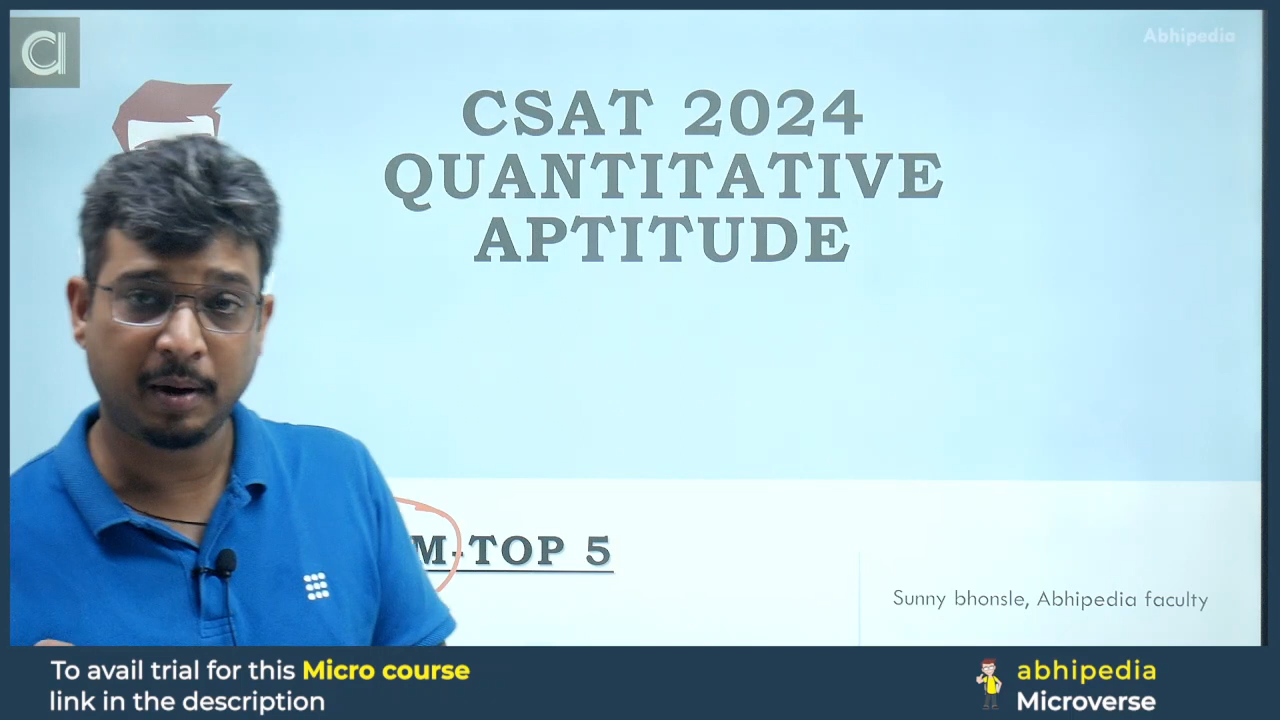 Abhipedia
CSAT 2024
QUANTITATIVE
APTITUDE
M-TOP 5
Sunny bhonsle, Abhipedia faculty
To avail trial for this Micro course
link in the description
abhipedia
Microverse